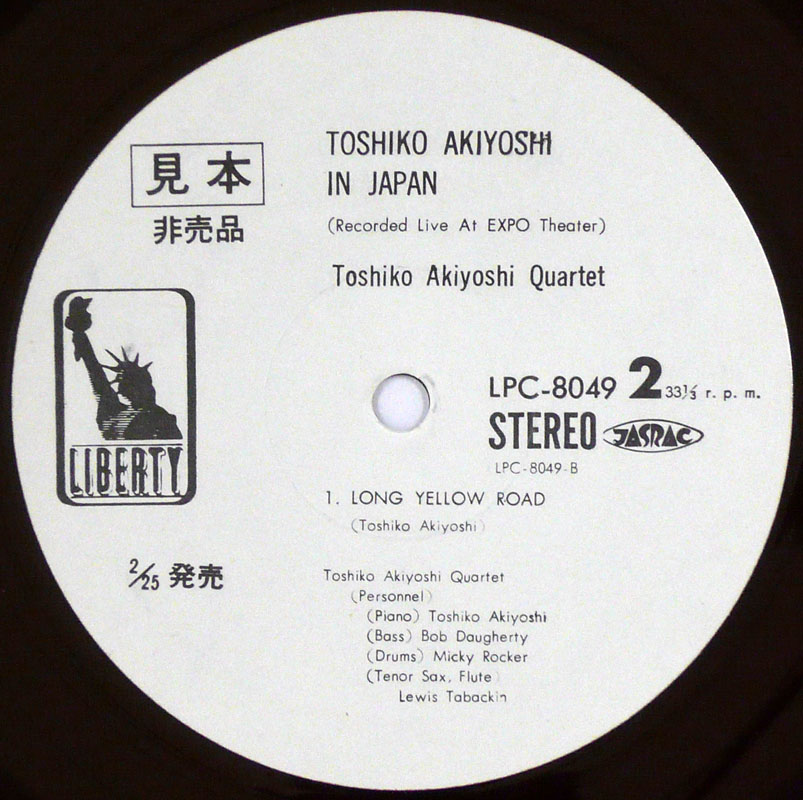 TOSHIKO AKIYOSHI
IN JAPAN
(Recorded Live At EXPO Theater)
Toshiko Akiyoshi Quartet
見本
非売品
LIBERTY
2/25 発売
LPC-8049 2 33⅓ r. p. m.
STEREO JASRAC
LPC-8049-B
1. LONG YELLOW ROAD
(Toshiko Akiyoshi)
Toshiko Akiyoshi Quartet
(Personnel)
(Piano) Toshiko Akiyoshi
(Bass) Bob Daugherty
(Drums) Micky Rocker
(Tenor Sax, Flute)
Lewis Tabackin